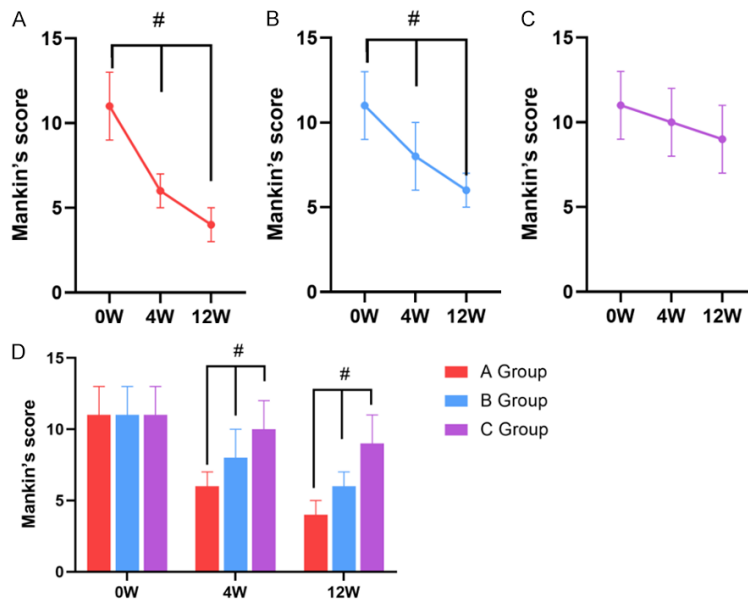 A
#
15
10
5
0
Mankin's score
0W 4W 12W
B
#
15
10
5
0
Mankin's score
0W 4W 12W
C
15
10
5
0
Mankin's score
0W 4W 12W
D
#
#
15
10
5
0
Mankin's score
0W 4W 12W
A Group
B Group
C Group